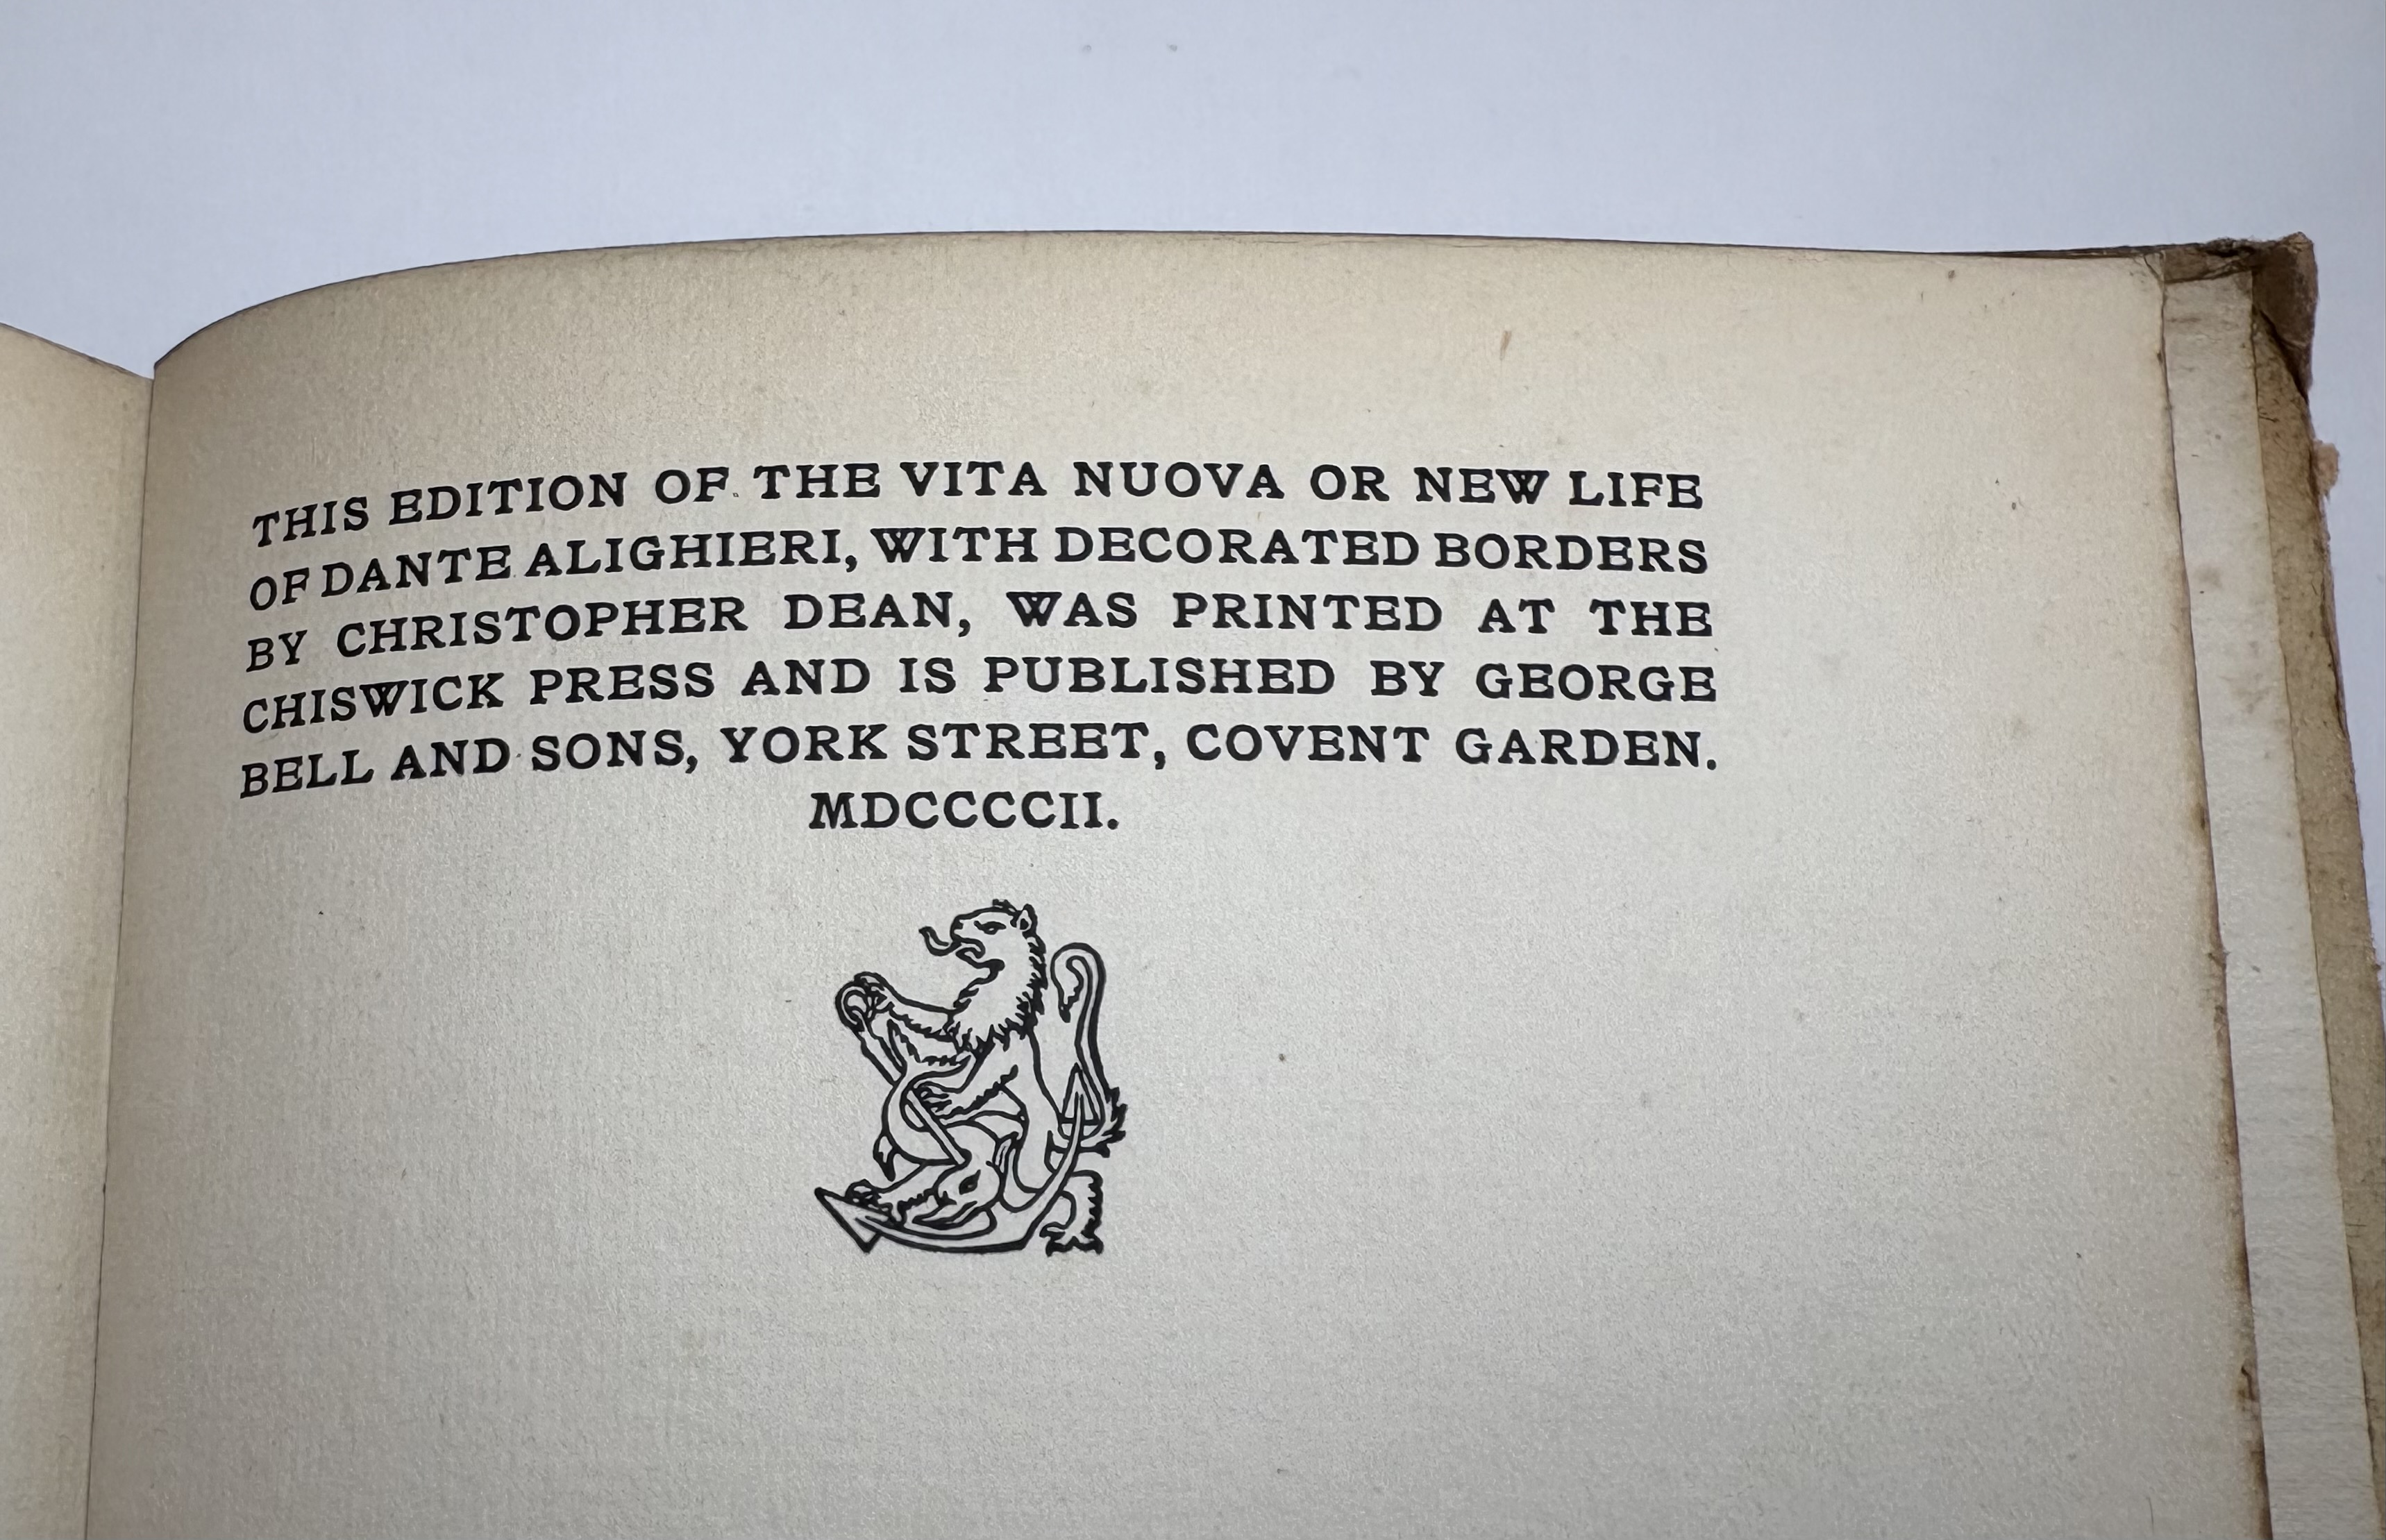 THIS EDITION OF THE VITA NUOVA OR NEW LIFE
OF DANTE ALIGHIERI, WITH DECORATED BORDERS
BY CHRISTOPHER DEAN, WAS PRINTED AT THE
CHISWICK PRESS AND IS PUBLISHED BY GEORGE
BELL AND SONS, YORK STREET, COVENT GARDEN.
MDCCCCII.